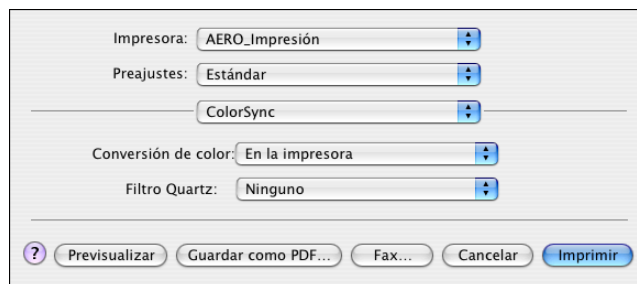 Impresora: AERO_Impresión
Preajustes: Estándar
ColorSync
Conversión de color: En la impresora
Filtro Quartz: Ninguno
? Previsualizar Guardar como PDF... Fax... Cancelar Imprimir